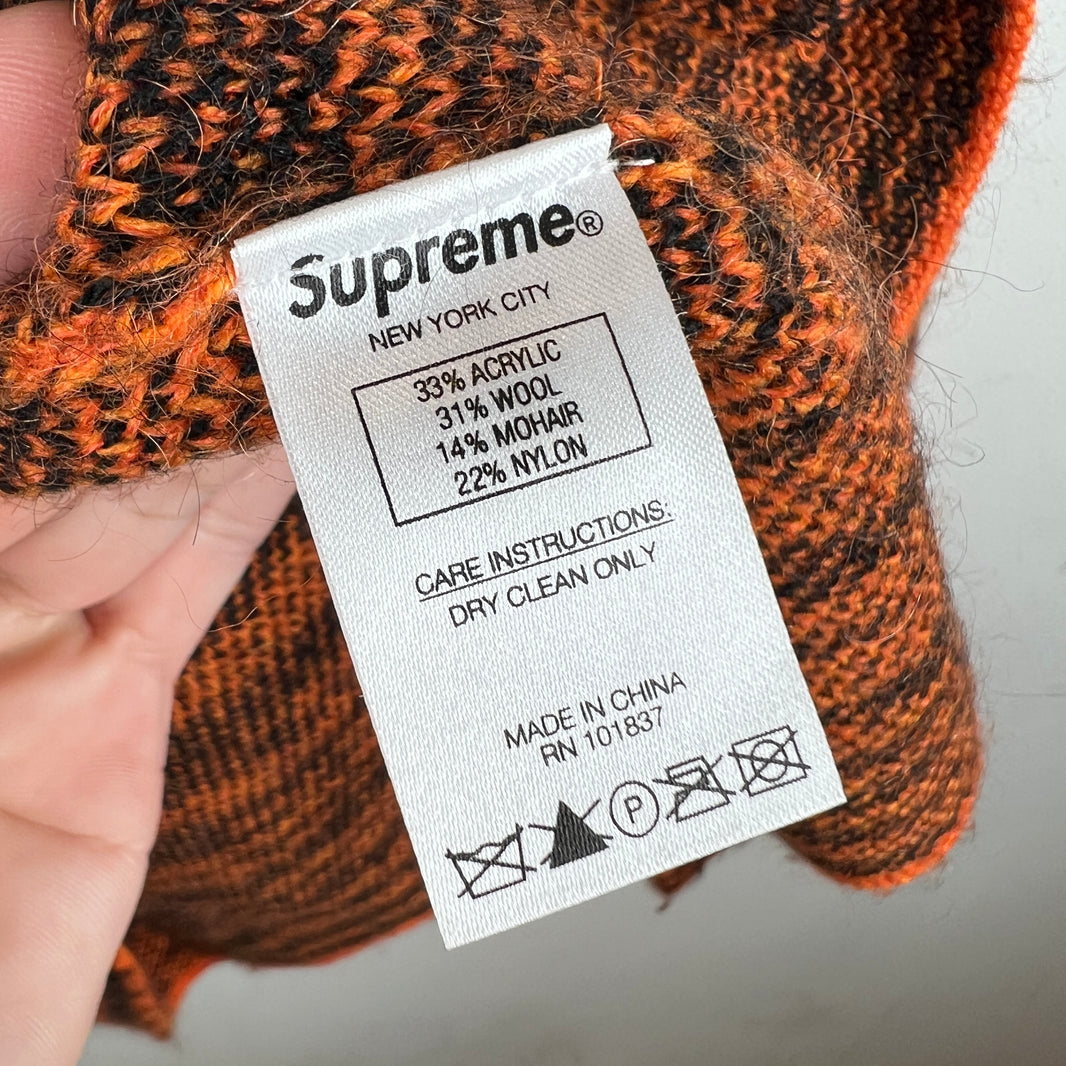 Supreme®
NEW YORK CITY
33% ACRYLIC
31% WOOL
14% MOHAIR
22% NYLON
CARE INSTRUCTIONS:
DRY CLEAN ONLY
MADE IN CHINA
RN 101837
P